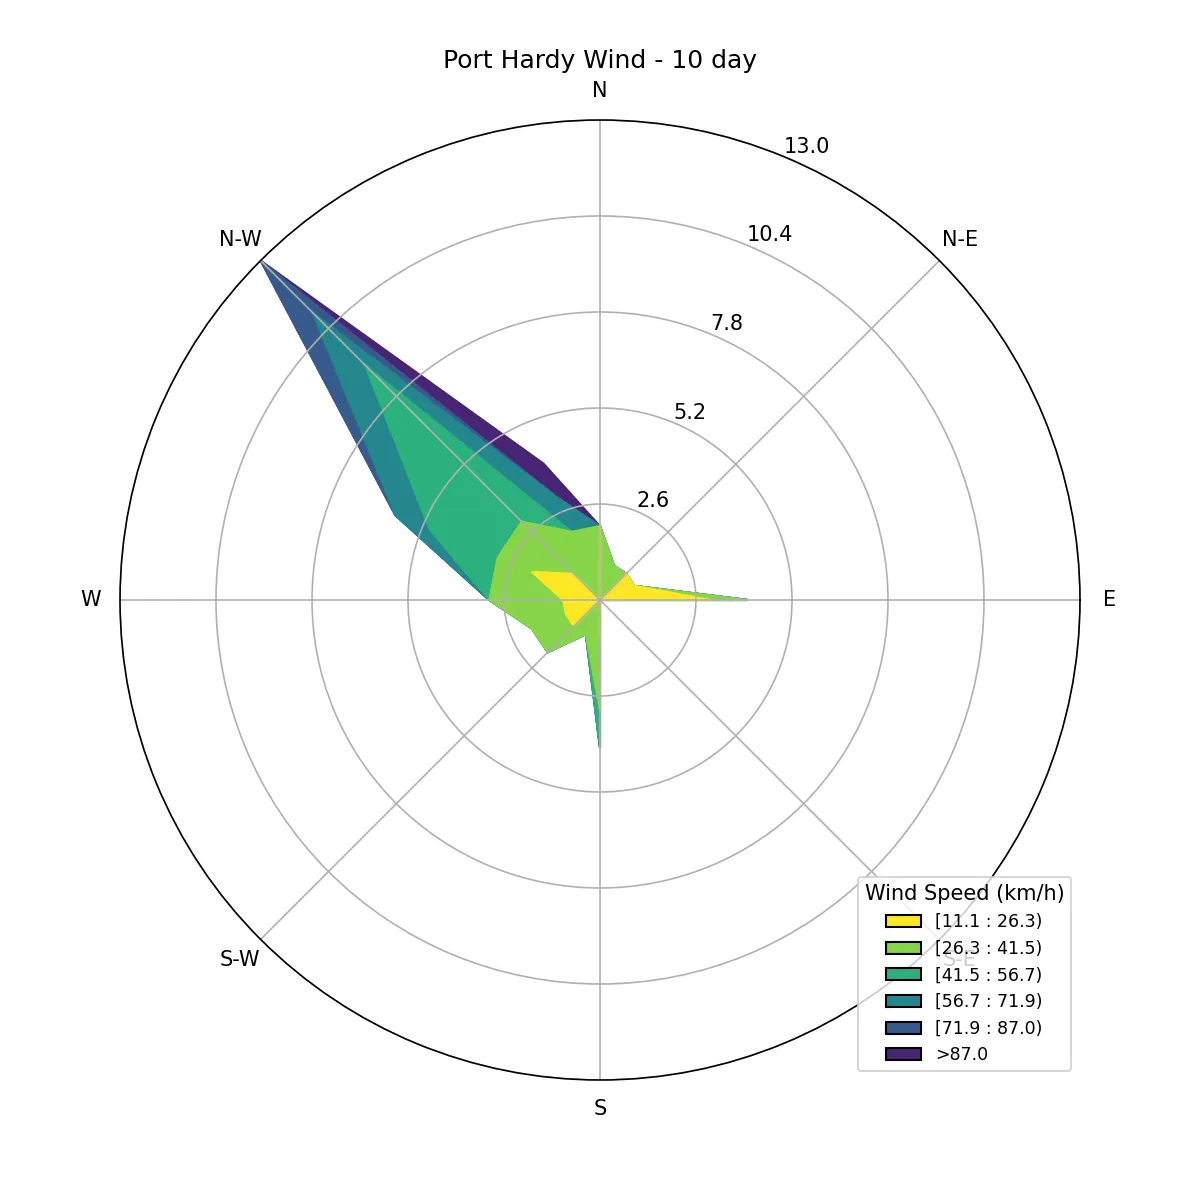 Port Hardy Wind - 10 day
N
13.0
10.4
N-W
N-E
7.8
5.2
2.6
W
E
Wind Speed (km/h)
[11.1 : 26.3)
[26.3 : 41.5)
S-W
S-E
[41.5 : 56.7)
[56.7 : 71.9)
[71.9 : 87.0)
>87.0
S